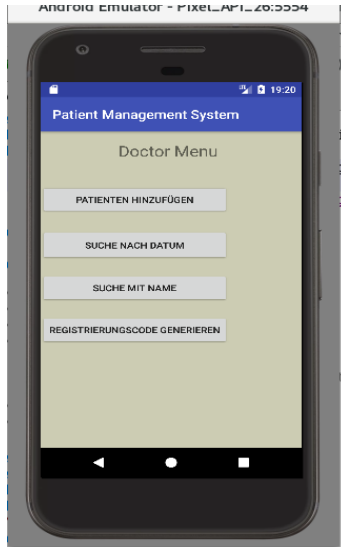 Android Emulator - Pixel_API_26:5554
19:20
Patient Management System
Doctor Menu
PATIENTEN HINZUFÜGEN
SUCHE NACH DATUM
SUCHE MIT NAME
REGISTRIERUNGSCODE GENERIEREN